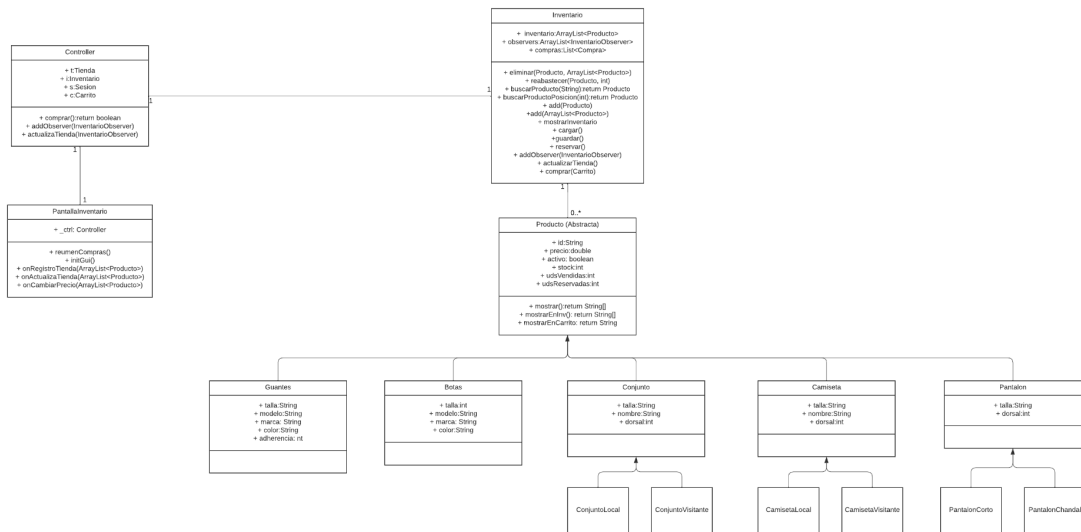 Inventario
+ inventario:ArrayList<Producto>
+ observers:ArrayList<InventarioObserver>
+ compras:List<Compra>
+ eliminar(Producto, ArrayList<Producto>)
+ reabastecer(Producto, int)
+ buscarProducto(String):return Producto
+ buscarProductoPosicion(int):return Producto
+ add(Producto)
+add(ArrayList<Producto>)
+ mostrarInventario
+ cargar()
+guardar()
+ reservar()
+ addObserver(InventarioObserver)
+ actualizarTienda()
+ comprar(Carrito)
Controller
+ t:Tienda
+ i:Inventario
+ s:Sesion
+ c:Carrito
+ comprar():return boolean
+ addObserver(InventarioObserver)
+ actualizaTienda(InventarioObserver)
1
1
1
1
PantallaInventario
+ _ctrl: Controller
+ reumenCompras()
+ initGui()
+ onRegistroTienda(ArrayList<Producto>)
+ onActualizaTienda(ArrayList<Producto>)
+ onCambiarPrecio(ArrayList<Producto>)
1
0..*
Producto (Abstracta)
+ id:String
+ precio:double
+ activo: boolean
+ stock:int
+ udsVendidas:int
+ udsReservadas:int
+ mostrar():return String[]
+ mostrarEnInv(): return String[]
+ mostrarEnCarrito: return String
Guantes
+ talla:String
+ modelo:String
+ marca: String
+ color:String
+ adherencia: nt
Botas
+ talla:int
+ modelo:String
+ marca: String
+ color:String
Conjunto
+ talla:String
+ nombre:String
+ dorsal:int
Camiseta
+ talla:String
+ nombre:String
+ dorsal:int
Pantalon
+ talla:String
+ dorsal:int
ConjuntoLocal
ConjuntoVisitante
CamisetaLocal
CamisetaVisitante
PantalonCorto
PantalonChandal